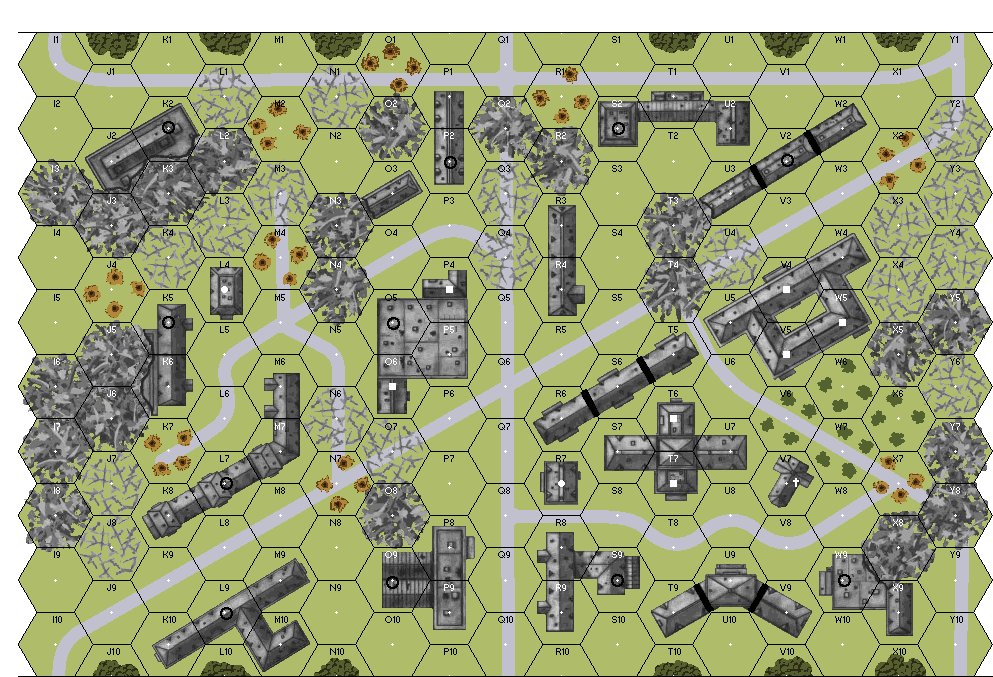 I1 K1 M1 O1 Q1 S1 U1 W1 Y1
J1 L1 N1 P1 R1 T1 V1 X1
I2 K2 M2 O2 Q2 S2 U2 W2 Y2
J2 L2 N2 P2 R2 T2 V2 X2
I3 K3 M3 O3 Q3 S3 U3 W3 Y3
J3 L3 N3 P3 R3 T3 V3 X3
I4 K4 M4 O4 Q4 S4 U4 W4 Y4
J4 L4 N4 P4 R4 T4 V4 X4
I5 K5 M5 O5 Q5 S5 U5 W5 Y5
J5 L5 N5 P5 R5 T5 V5 X5
I6 K6 M6 O6 Q6 S6 U6 W6 Y6
J6 L6 N6 P6 R6 T6 V6 X6
I7 K7 M7 O7 Q7 S7 U7 W7 Y7
J7 L7 N7 P7 R7 T7 V7 X7
I8 K8 M8 O8 Q8 S8 U8 W8 Y8
J8 L8 N8 P8 R8 T8 V8 X8
I9 K9 M9 O9 Q9 S9 U9 W9 Y9
J9 L9 N9 P9 R9 T9 V9 X9
I10 K10 M10 O10 Q10 S10 U10 W10 Y10
J10 L10 N10 P10 R10 T10 V10 X10